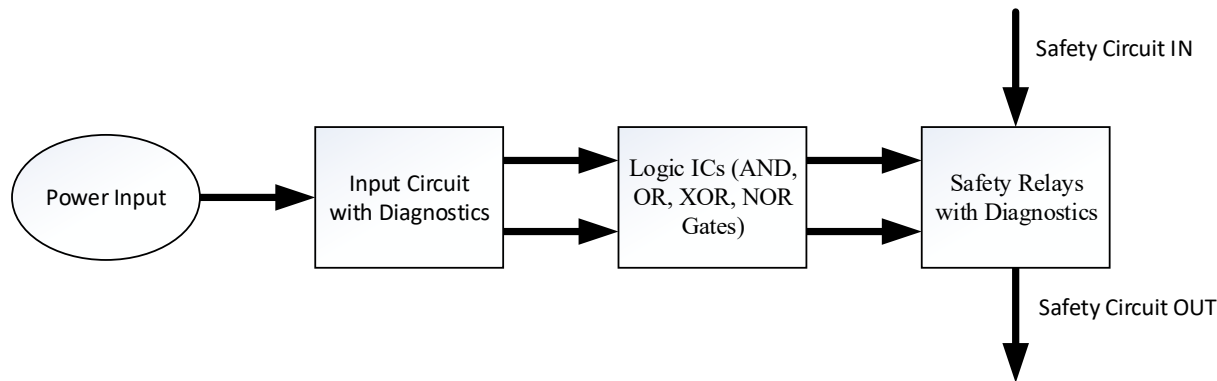 Safety Circuit IN
Power Input
Input Circuit
with Diagnostics
Logic ICs (AND,
OR, XOR, NOR
Gates)
Safety Relays
with Diagnostics
Safety Circuit OUT